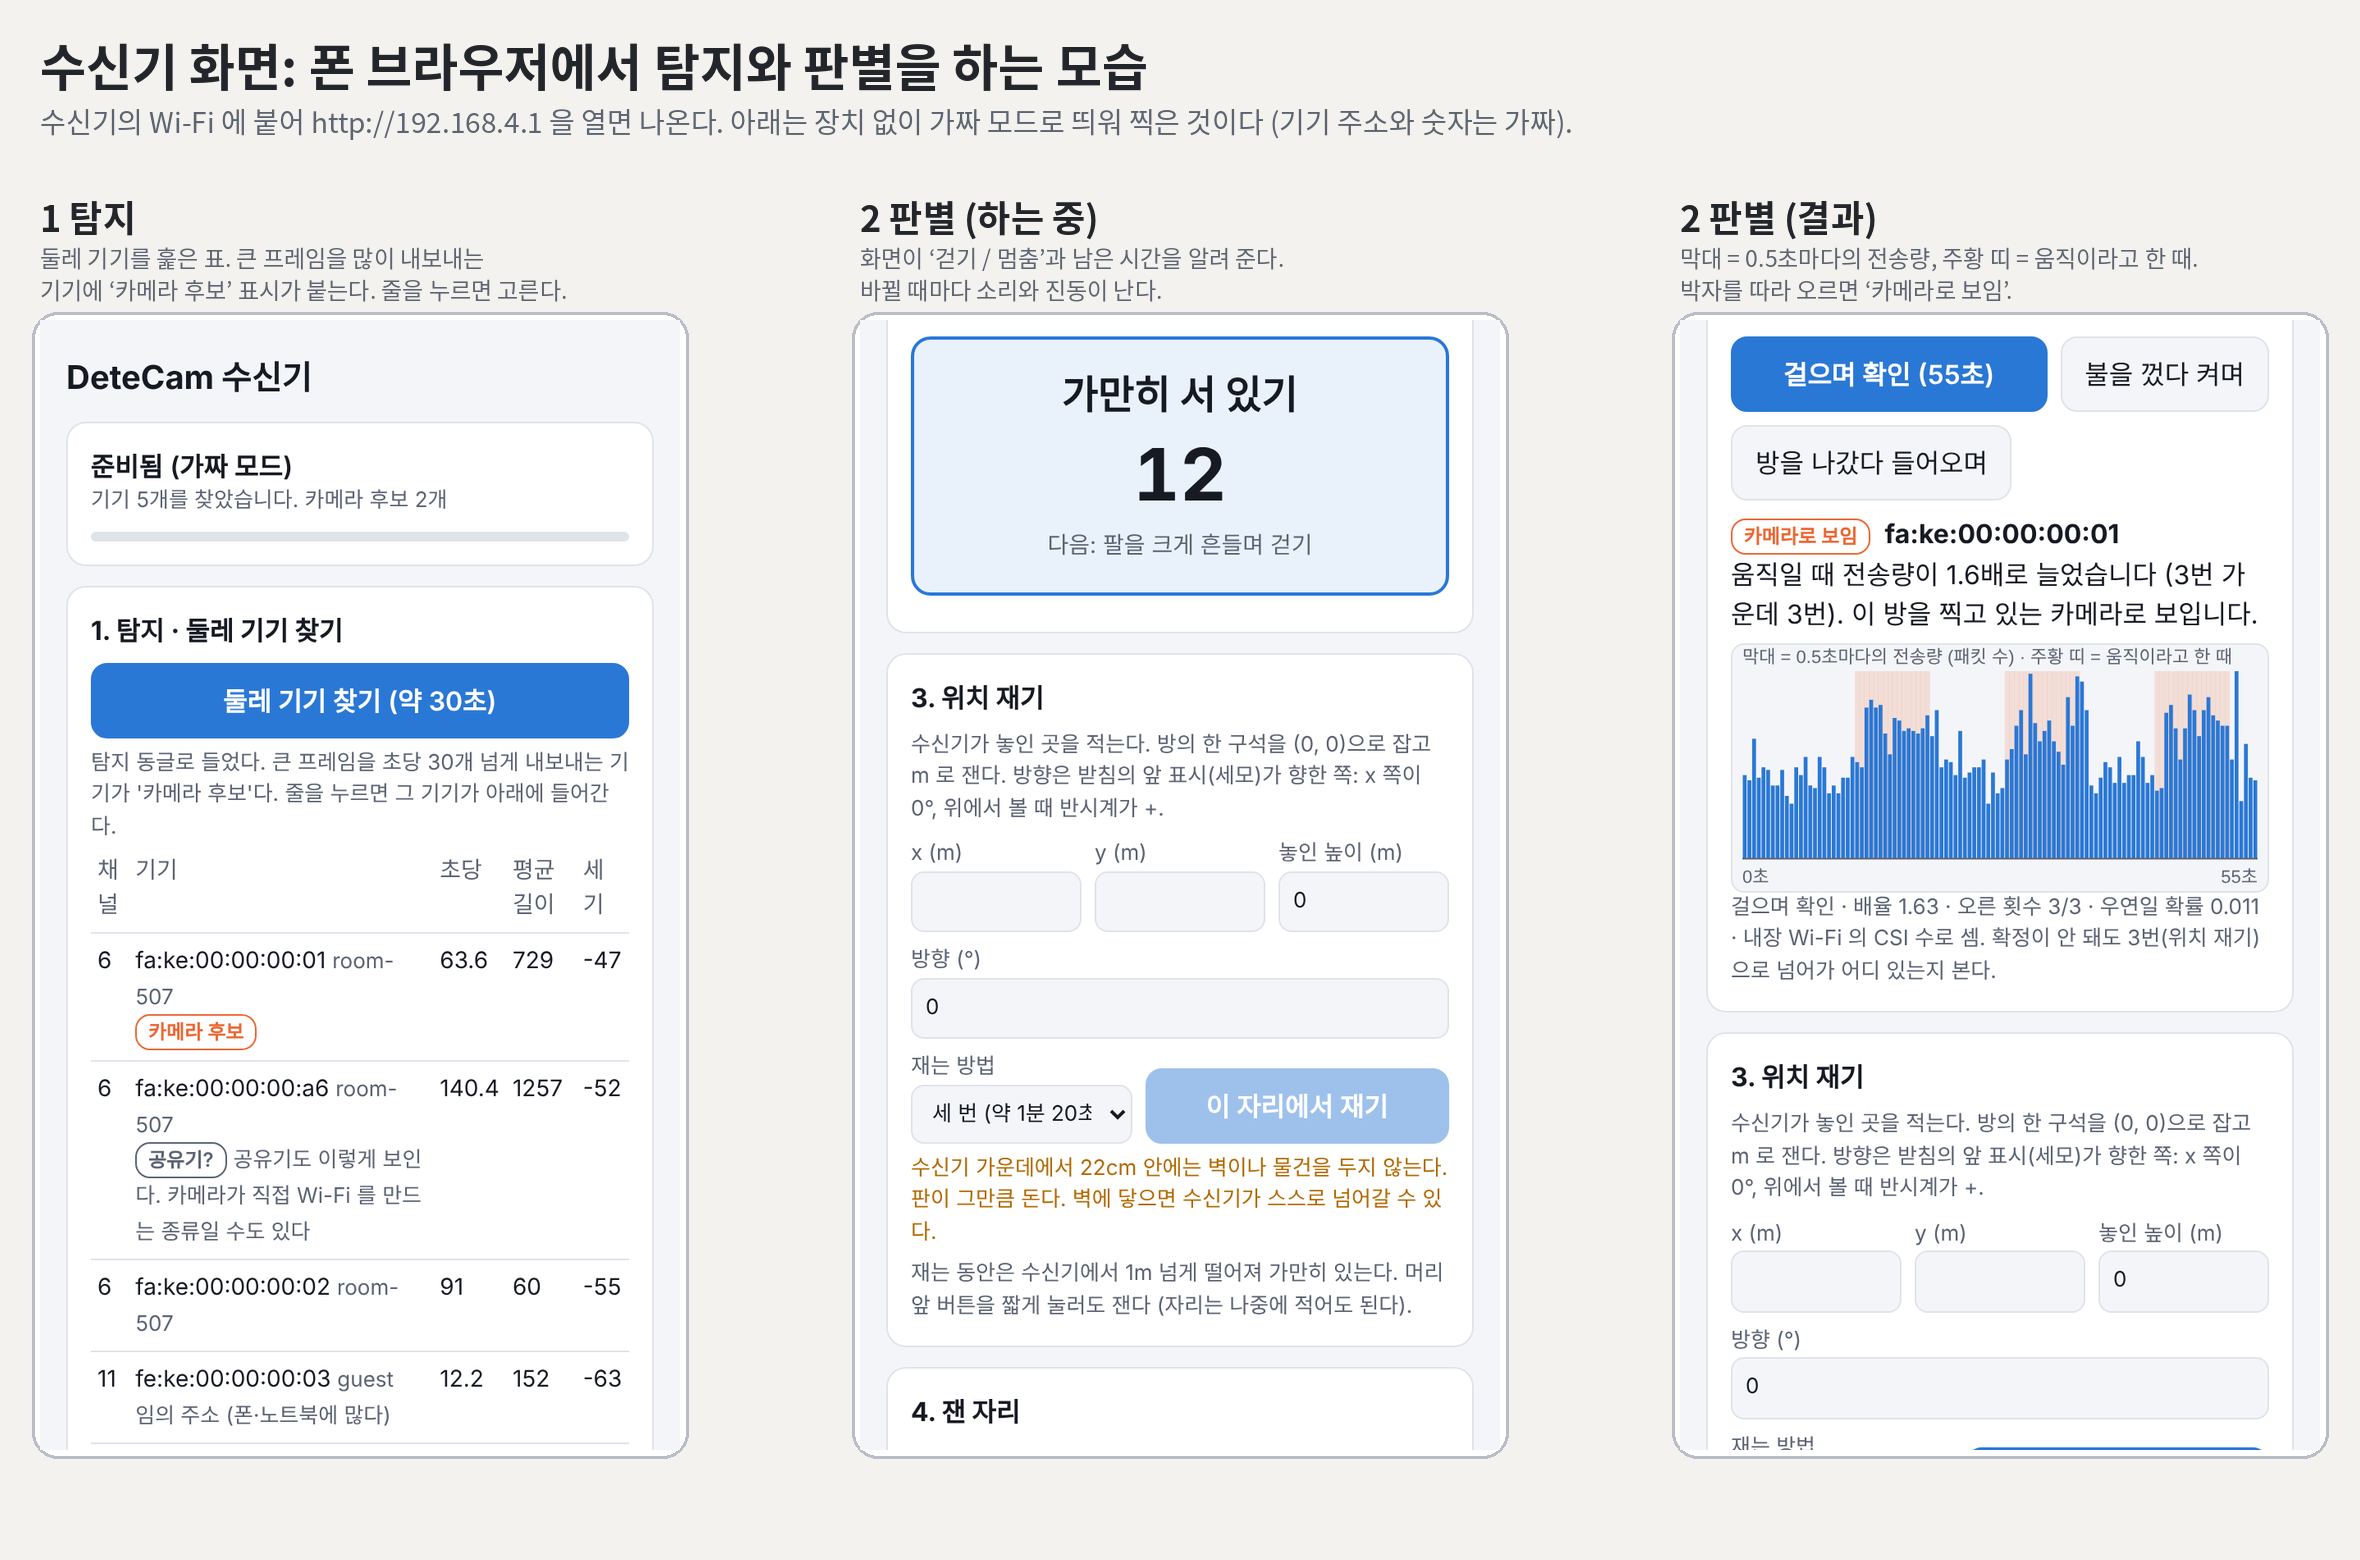 수신기 화면: 폰 브라우저에서 탐지와 판별을 하는 모습
수신기의 Wi-Fi 에 붙어 http://192.168.4.1 을 열면 나온다. 아래는 장치 없이 가짜 모드로 띄워 찍은 것이다 (기기 주소와 숫자는 가짜).
1 탐지
둘레 기기를 훑은 표. 큰 프레임을 많이 내보내는
기기에 ‘카메라 후보’ 표시가 붙는다. 줄을 누르면 고른다.
DeteCam 수신기
준비됨 (가짜 모드)
기기 5개를 찾았습니다. 카메라 후보 2개
1. 탐지 · 둘레 기기 찾기
둘레 기기 찾기 (약 30초)
탐지 동글로 들었다. 큰 프레임을 초당 30개 넘게 내보내는 기
기가 '카메라 후보'다. 줄을 누르면 그 기기가 아래에 들어간
다.
채 기기 초당 평균 세
널 길이 기
6 fa:ke:00:00:00:01 room- 63.6 729 -47
507
카메라 후보
6 fa:ke:00:00:00:a6 room- 140.4 1257 -52
507
공유기? 공유기도 이렇게 보인
다. 카메라가 직접 Wi-Fi 를 만드
는 종류일 수도 있다
6 fa:ke:00:00:00:02 room- 91 60 -55
507
11 fe:ke:00:00:00:03 guest 12.2 152 -63
임의 주소 (폰·노트북에 많다)
2 판별 (하는 중)
화면이 ‘걷기 / 멈춤’과 남은 시간을 알려 준다.
바뀔 때마다 소리와 진동이 난다.
가만히 서 있기
12
다음: 팔을 크게 흔들며 걷기
3. 위치 재기
수신기가 놓인 곳을 적는다. 방의 한 구석을 (0, 0)으로 잡고
m 로 잰다. 방향은 받침의 앞 표시(세모)가 향한 쪽: x 쪽이
0°, 위에서 볼 때 반시계가 +.
x (m) y (m) 놓인 높이 (m)
0
방향 (°)
0
재는 방법
세 번 (약 1분 20초 이 자리에서 재기
수신기 가운데에서 22cm 안에는 벽이나 물건을 두지 않는다.
판이 그만큼 돈다. 벽에 닿으면 수신기가 스스로 넘어갈 수 있
다.
재는 동안은 수신기에서 1m 넘게 떨어져 가만히 있는다. 머리
앞 버튼을 짧게 눌러도 잰다 (자리는 나중에 적어도 된다).
4. 잰 자리
2 판별 (결과)
막대 = 0.5초마다의 전송량, 주황 띠 = 움직이라고 한 때.
박자를 따라 오르면 ‘카메라로 보임’.
걸으며 확인 (55초) 불을 껐다 켜며
방을 나갔다 들어오며
카메라로 보임 fa:ke:00:00:00:01
움직일 때 전송량이 1.6배로 늘었습니다 (3번 가
운데 3번). 이 방을 찍고 있는 카메라로 보입니다.
막대 = 0.5초마다의 전송량 (패킷 수) · 주황 띠 = 움직이라고 한 때
0초 55초
걸으며 확인 · 배율 1.63 · 오른 횟수 3/3 · 우연일 확률 0.011
· 내장 Wi-Fi 의 CSI 수로 셈. 확정이 안 돼도 3번(위치 재기)
으로 넘어가 어디 있는지 본다.
3. 위치 재기
수신기가 놓인 곳을 적는다. 방의 한 구석을 (0, 0)으로 잡고
m 로 잰다. 방향은 받침의 앞 표시(세모)가 향한 쪽: x 쪽이
0°, 위에서 볼 때 반시계가 +.
x (m) y (m) 놓인 높이 (m)
0
방향 (°)
0
재는 방법